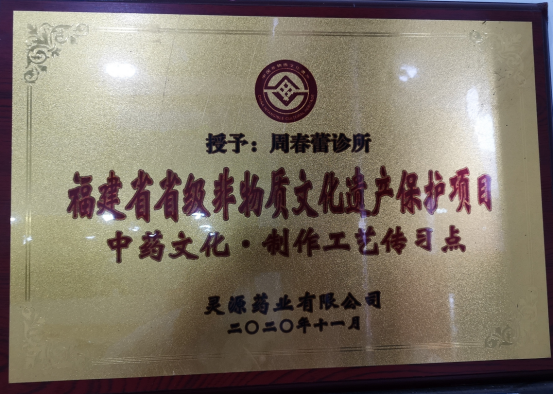 授予：周春蕾诊所
福建省省级非物质文化遗产保护项目
中药文化·制作工艺传习点
灵源药业有限公司
二〇二〇年十一月